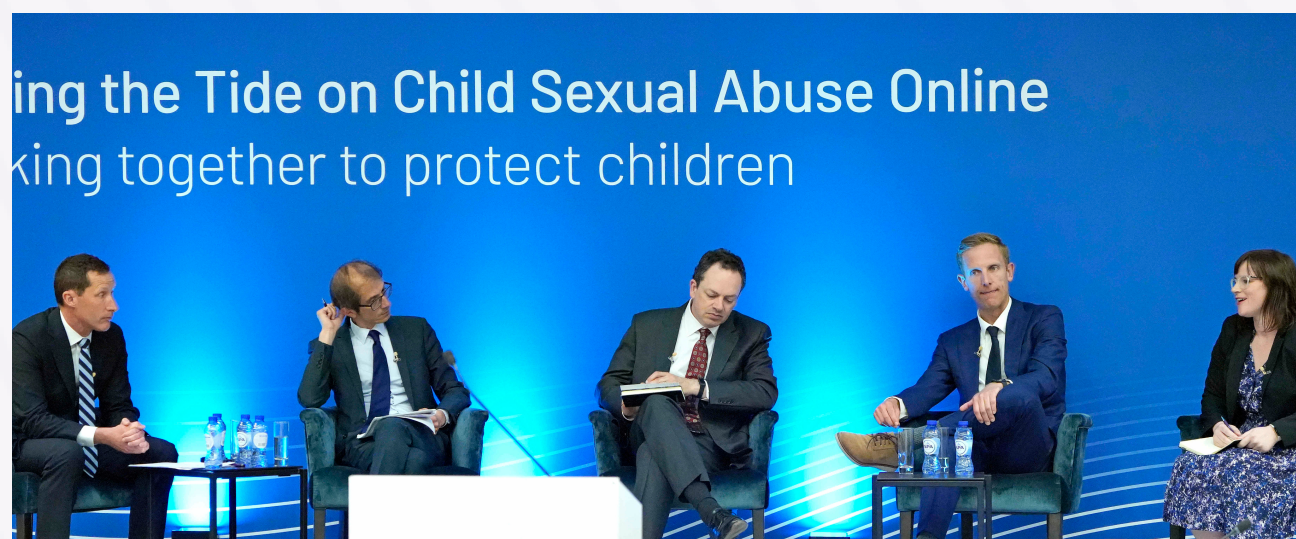 ing the Tide on Child Sexual Abuse Online
king together to protect children